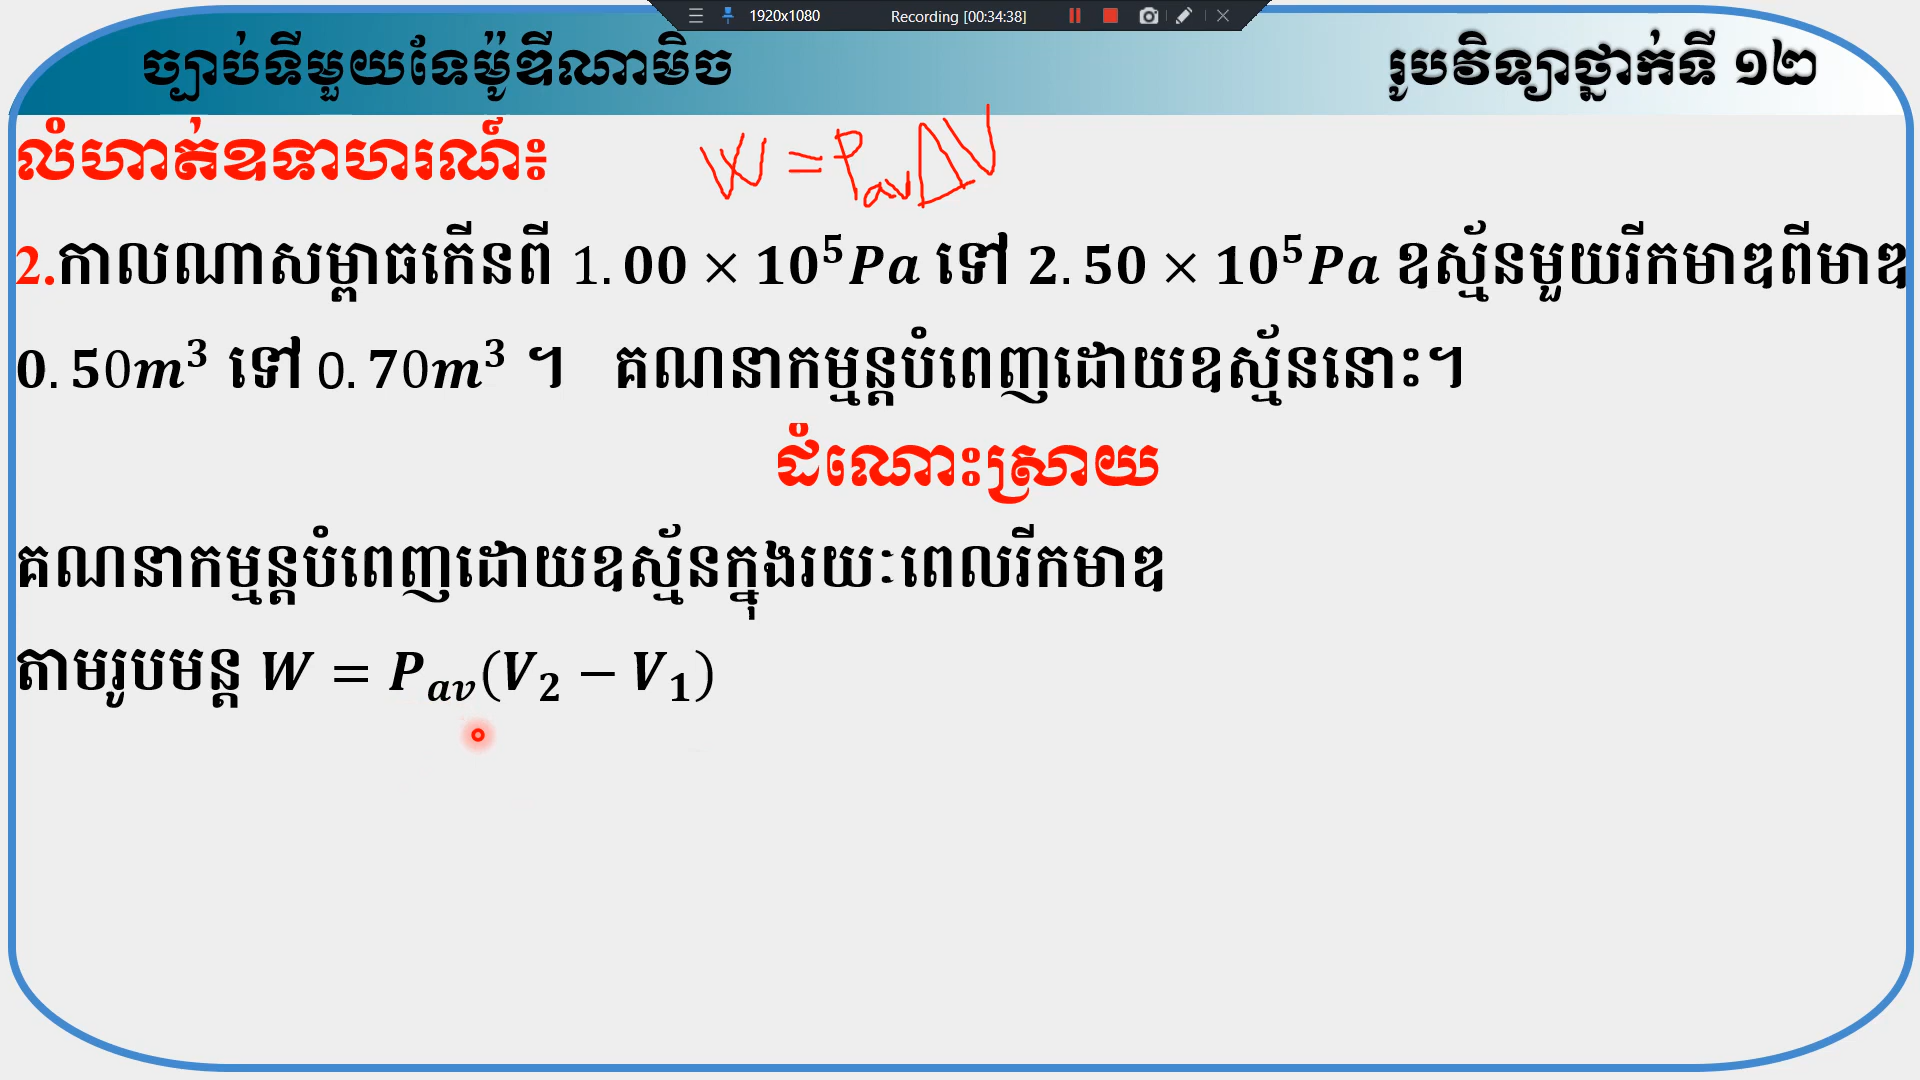 1920x1080 Recording [00:34:38]
ច្បាប់ទីមួយទែម៉ូឌីណាមិច រូបវិទ្យាថ្នាក់ទី ១២
លំហាត់ឧទាហរណ៍៖ W = P_av ΔV
2.កាលណាសម្ពាធកើនពី 1.00 × 10⁵Pa ទៅ 2.50 × 10⁵Pa ឧស្ម័នមួយរីកមាឌពីមាឌ
0.50m³ ទៅ 0.70m³ ។ គណនាកម្មន្តបំពេញដោយឧស្ម័ននោះ។
ដំណោះស្រាយ
គណនាកម្មន្តបំពេញដោយឧស្ម័នក្នុងរយៈពេលរីកមាឌ
តាមរូបមន្ត W = P_av(V₂ − V₁)